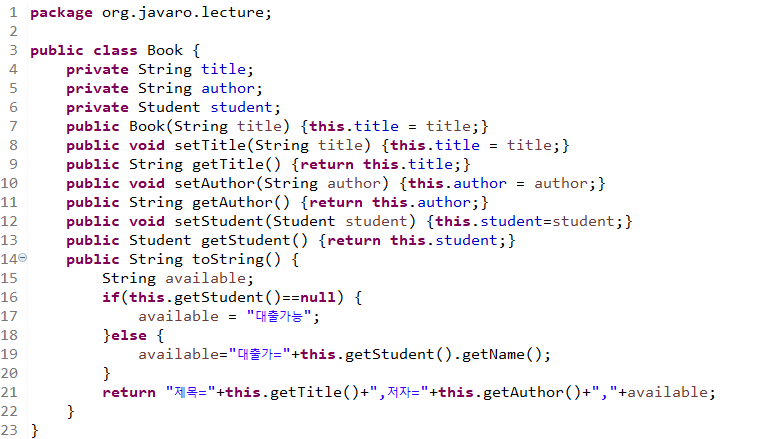 1 package org.javaro.lecture;
2
3 public class Book {
4     private String title;
5     private String author;
6     private Student student;
7     public Book(String title) {this.title = title;}
8     public void setTitle(String title) {this.title = title;}
9     public String getTitle() {return this.title;}
10     public void setAuthor(String author) {this.author = author;}
11     public String getAuthor() {return this.author;}
12     public void setStudent(Student student) {this.student=student;}
13     public Student getStudent() {return this.student;}
14     public String toString() {
15         String available;
16         if(this.getStudent()==null) {
17             available = "대출가능";
18         }else {
19             available="대출가="+this.getStudent().getName();
20         }
21         return "제목="+this.getTitle()+",저자="+this.getAuthor()+","+available;
22     }
23 }